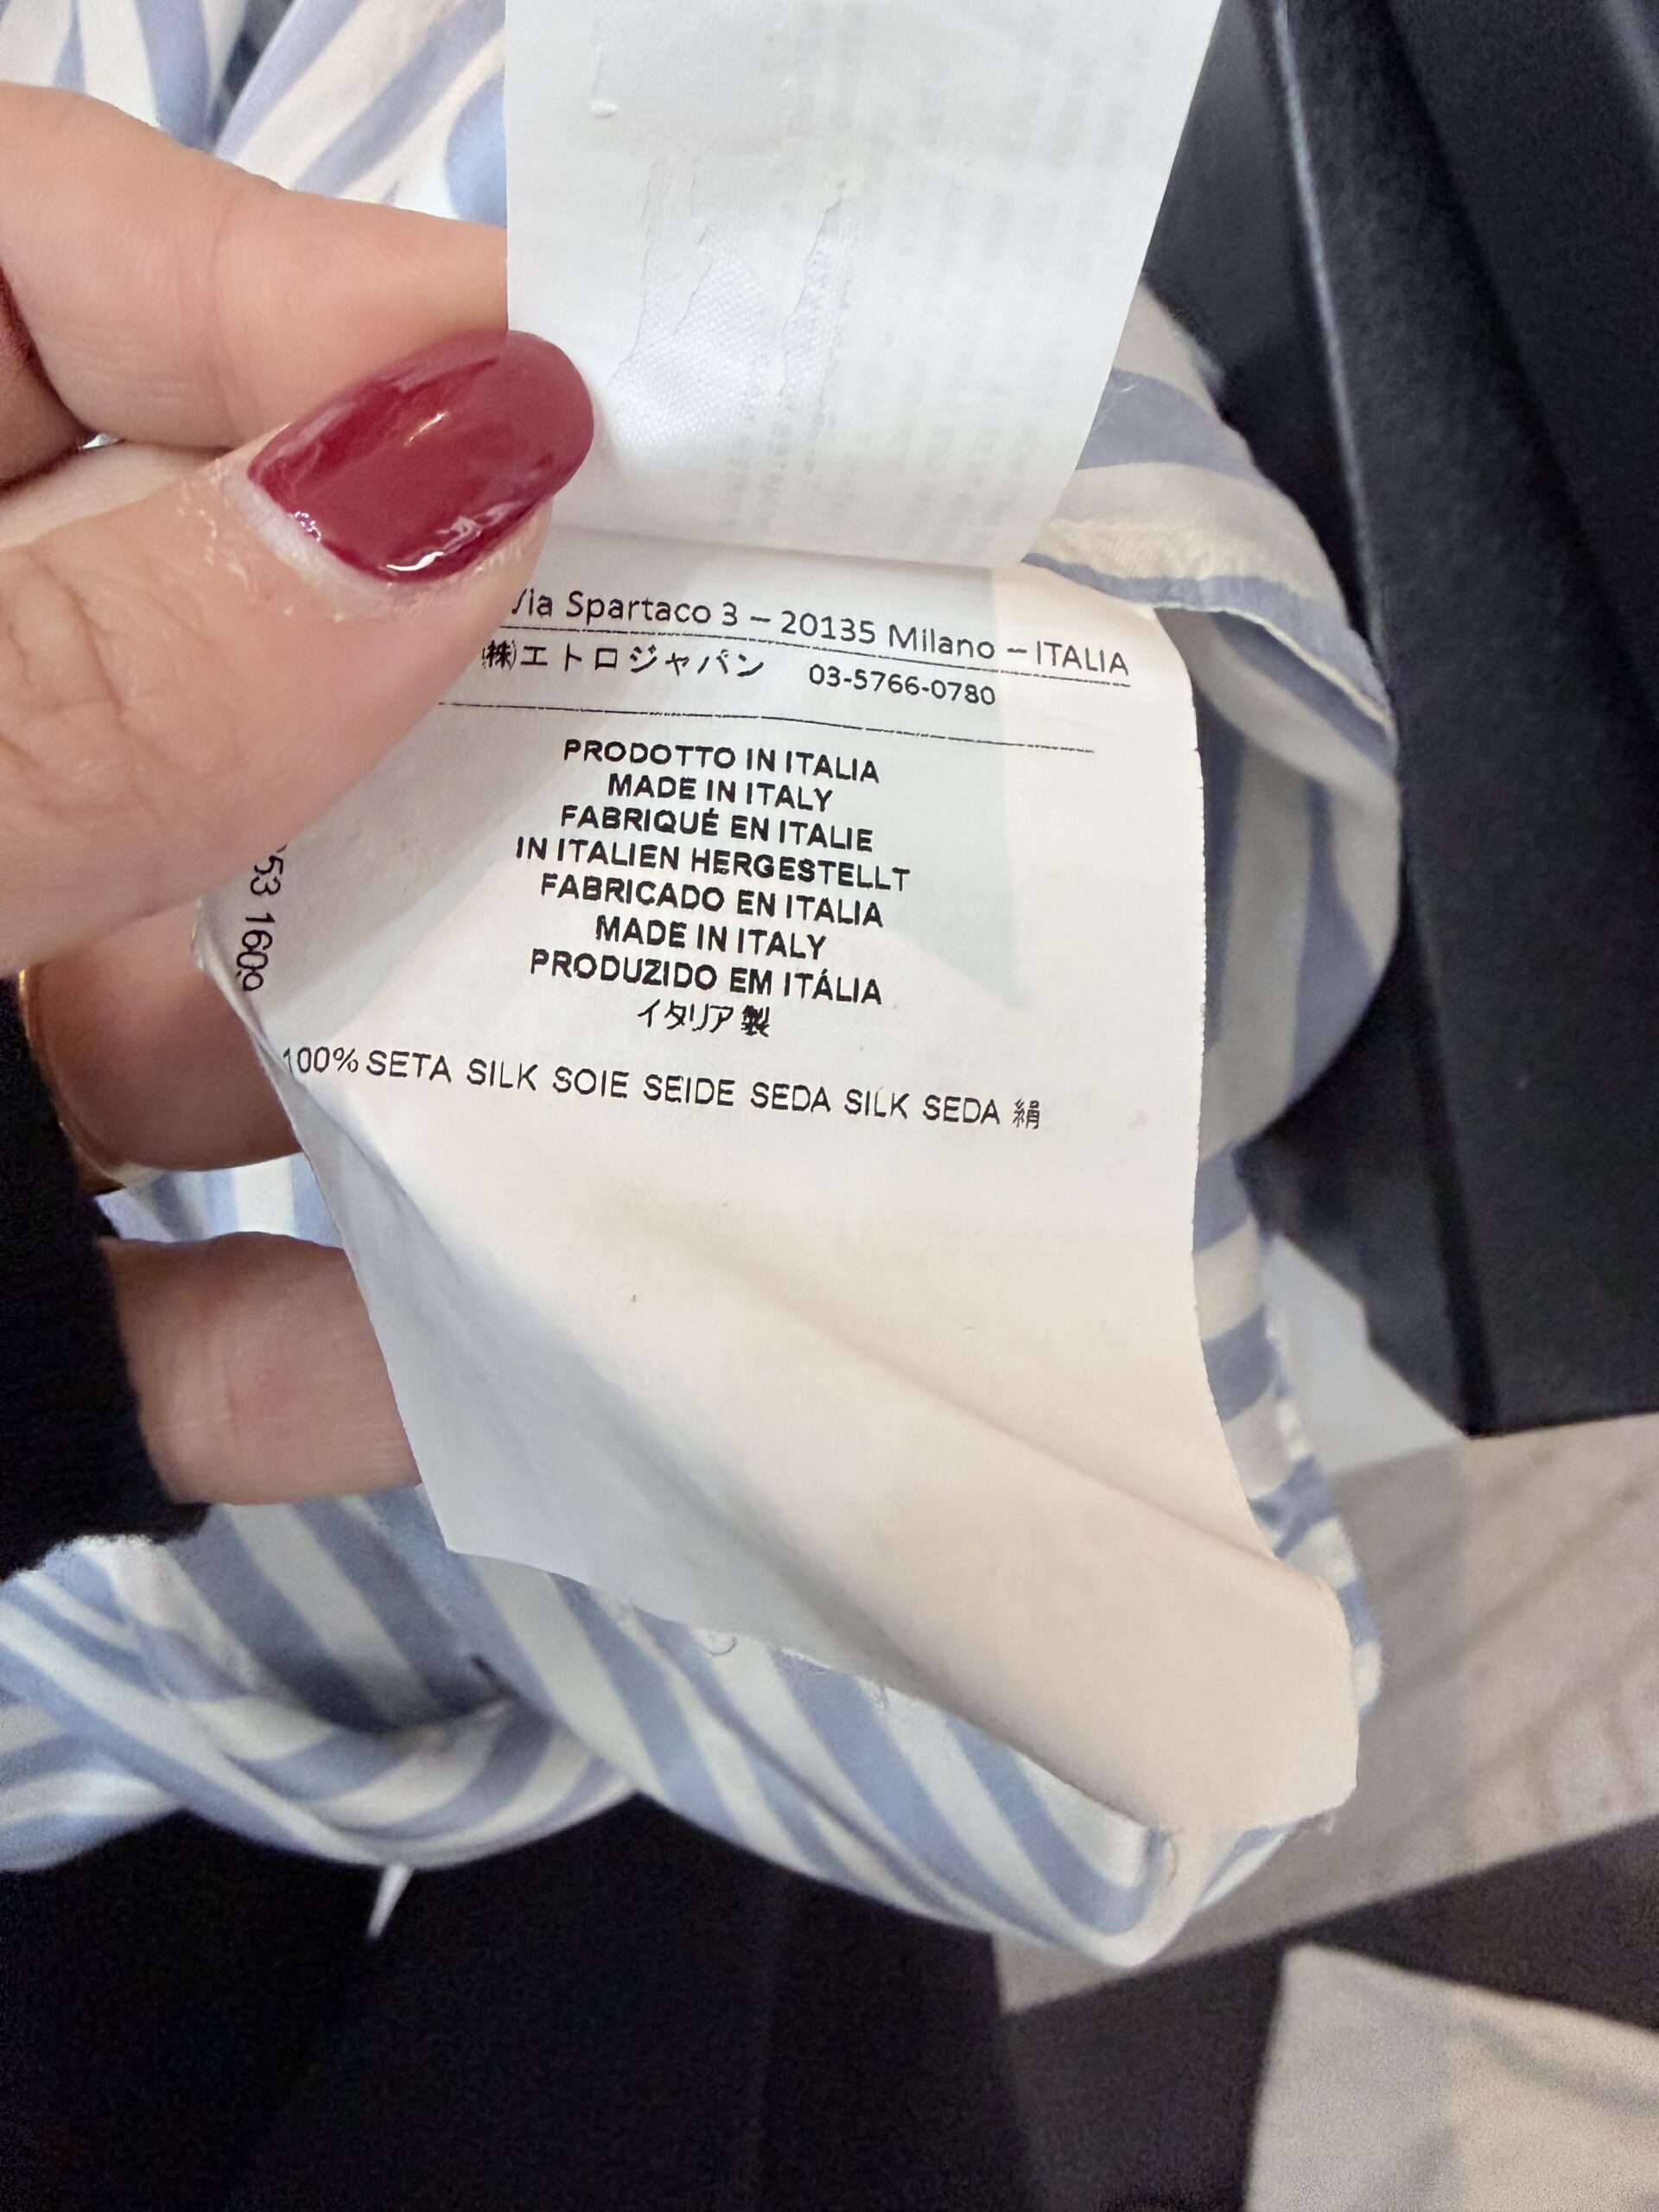 Via Spartaco 3 – 20135 Milano – ITALIA
㈱エトロジャパン 03-5766-0780
PRODOTTO IN ITALIA
MADE IN ITALY
FABRIQUÉ EN ITALIE
IN ITALIEN HERGESTELLT
FABRICADO EN ITALIA
MADE IN ITALY
PRODUZIDO EM ITÁLIA
イタリア製
100% SETA SILK SOIE SEIDE SEDA SILK SEDA 絹